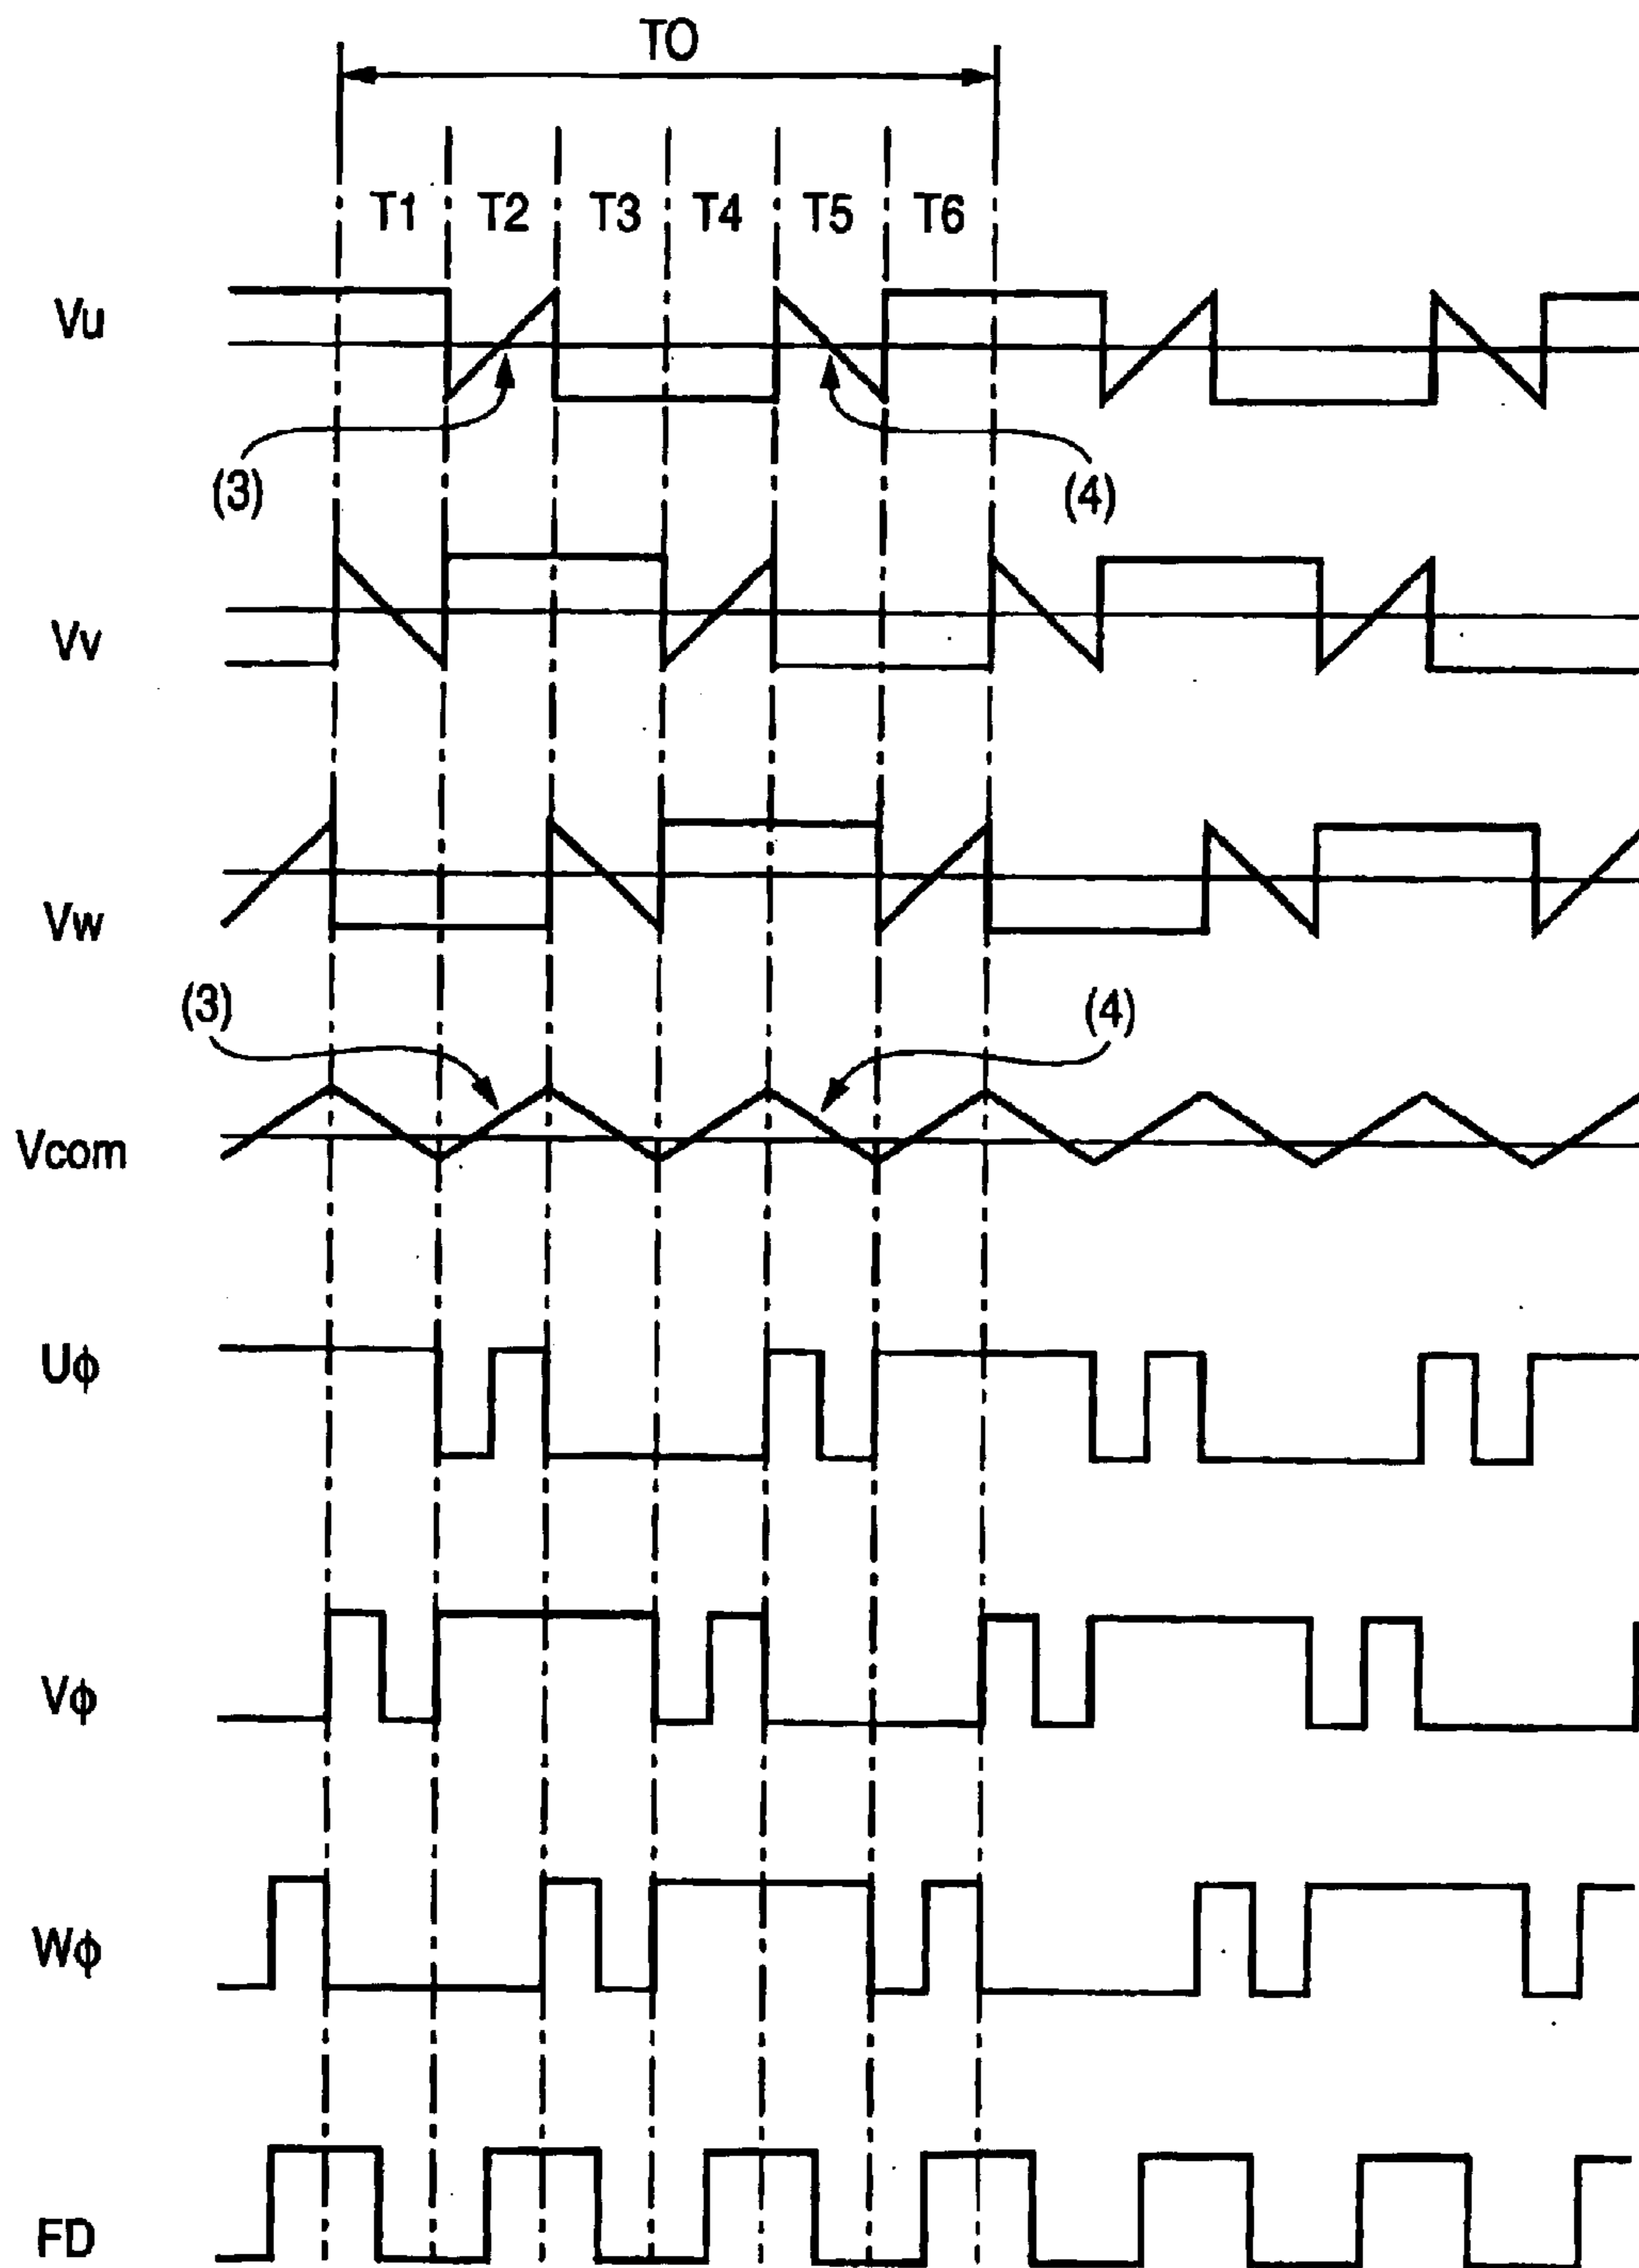 TO
T1 T2 T3 T4 T5 T6
Vu
(3) (4)
Vv
Vw
(3) (4)
Vcom
Uϕ
Vϕ
Wϕ
FD